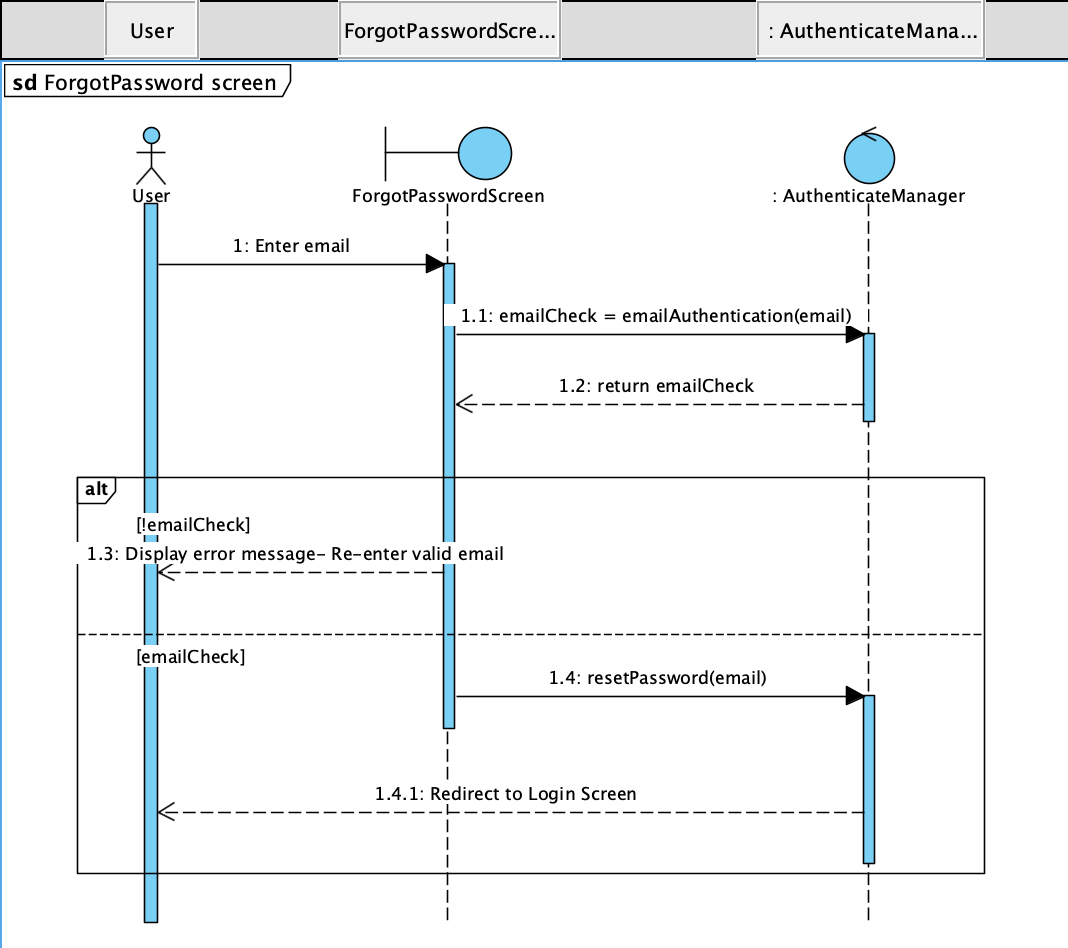 User
ForgotPasswordScre...
: AuthenticateMana...
sd ForgotPassword screen
User
ForgotPasswordScreen
: AuthenticateManager
1: Enter email
1.1: emailCheck = emailAuthentication(email)
1.2: return emailCheck
alt
[!emailCheck]
1.3: Display error message- Re-enter valid email
[emailCheck]
1.4: resetPassword(email)
1.4.1: Redirect to Login Screen